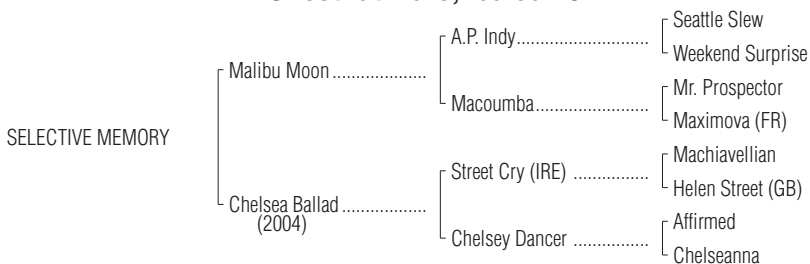 Seattle Slew
A.P. Indy
Weekend Surprise
Malibu Moon
Mr. Prospector
Macoumba
Maximova (FR)
SELECTIVE MEMORY
Machiavellian
Street Cry (IRE)
Helen Street (GB)
Chelsea Ballad
(2004)
Affirmed
Chelsey Dancer
Chelseanna